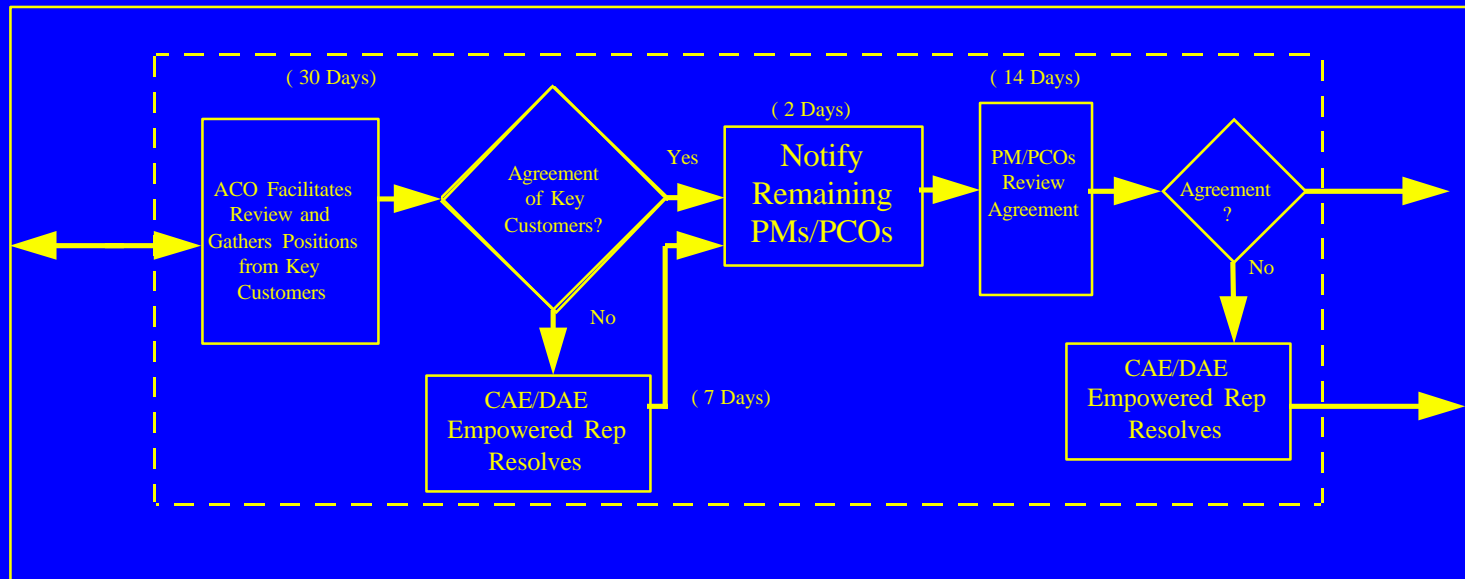 ( 30 Days)
ACO Facilitates
Review and
Gathers Positions
from Key
Customers
Agreement
of Key
Customers?
Yes
No
CAE/DAE
Empowered Rep
Resolves
( 7 Days)
( 2 Days)
Notify
Remaining
PMs/PCOs
( 14 Days)
PM/PCOs
Review
Agreement
Agreement
?
No
CAE/DAE
Empowered Rep
Resolves